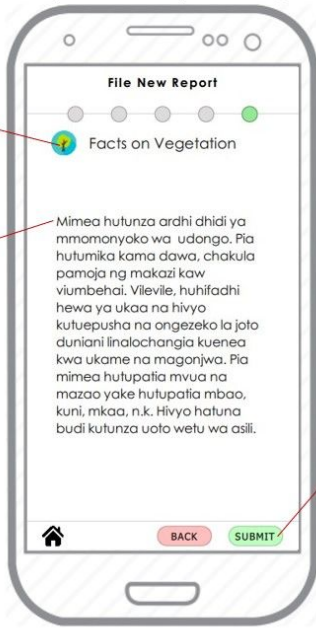 File New Report
Facts on Vegetation
Mimea hutunza ardhi dhidi ya
mmomonyoko wa udongo. Pia
hutumika kama dawa, chakula
pamoja ng makazi kaw
viumbehai. Vilevile, huhifadhi
hewa ya ukaa na hivyo
kutuepusha na ongezeko la joto
duniani linalochangia kuenea
kwa ukame na magonjwa. Pia
mimea hutupatia mvua na
mazao yake hutupatia mbao,
kuni, mkaa, n.k. Hivyo hatuna
budi kutunza uoto wetu wa asili.
BACK SUBMIT